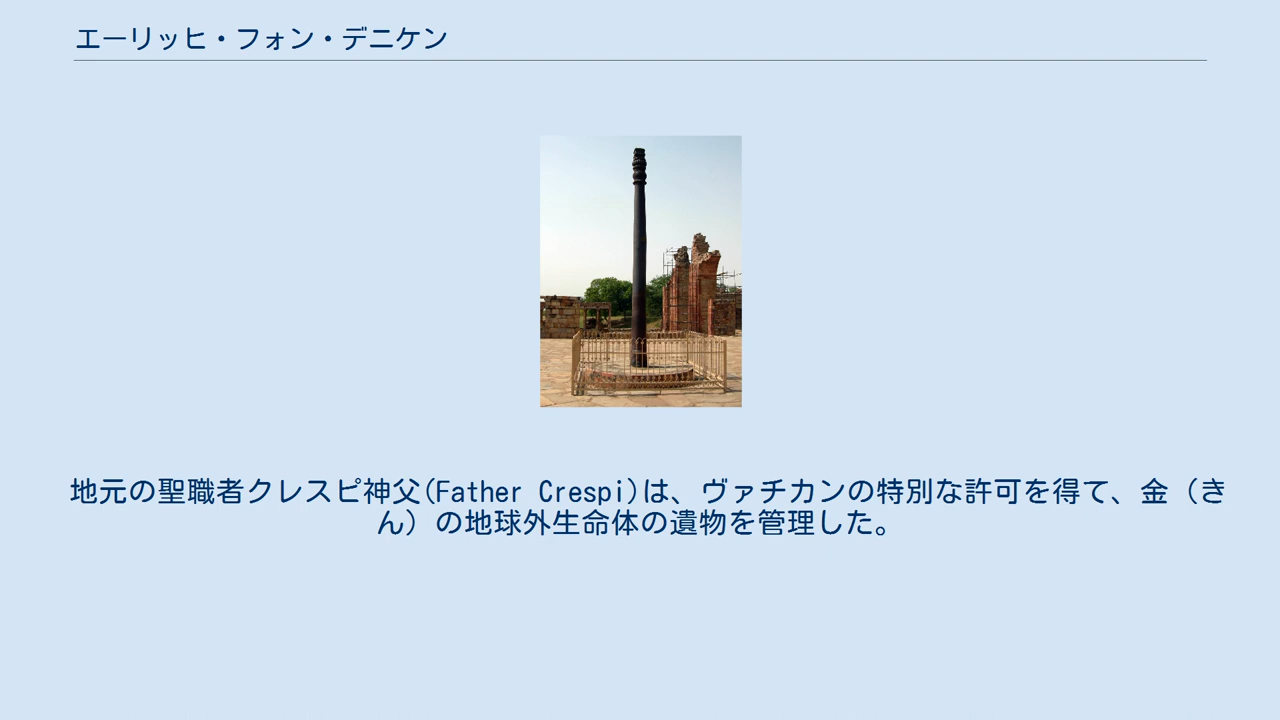 エーリッヒ・フォン・デニケン
地元の聖職者クレスピ神父(Father Crespi)は、ヴァチカンの特別な許可を得て、金（き
ん）の地球外生命体の遺物を管理した。